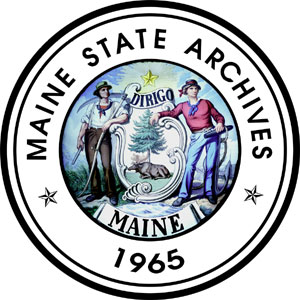 MAINE STATE ARCHIVES
DIRIGO
MAINE
1965